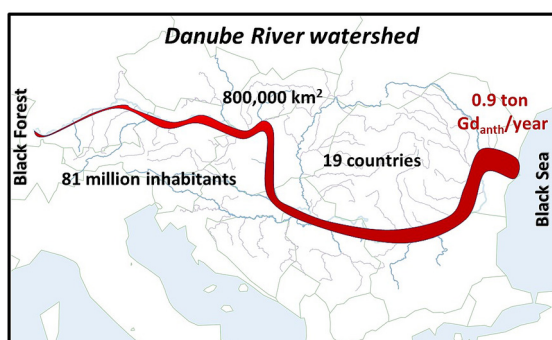 Danube River watershed
Black Forest
800,000 km²
0.9 ton
Gd_anth/year
19 countries
81 million inhabitants
Black Sea